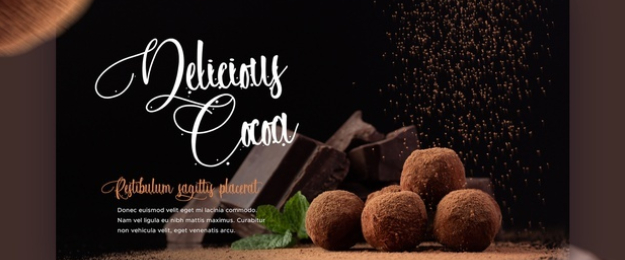 Delicious
Cocoa
Restibulum sagittis placerat
Donec euismod velit eget mi lacinia commodo.
Nam vel ligula eu nibh mattis maximus. Curabitur
non vehicula velit, eget venenatis arcu.